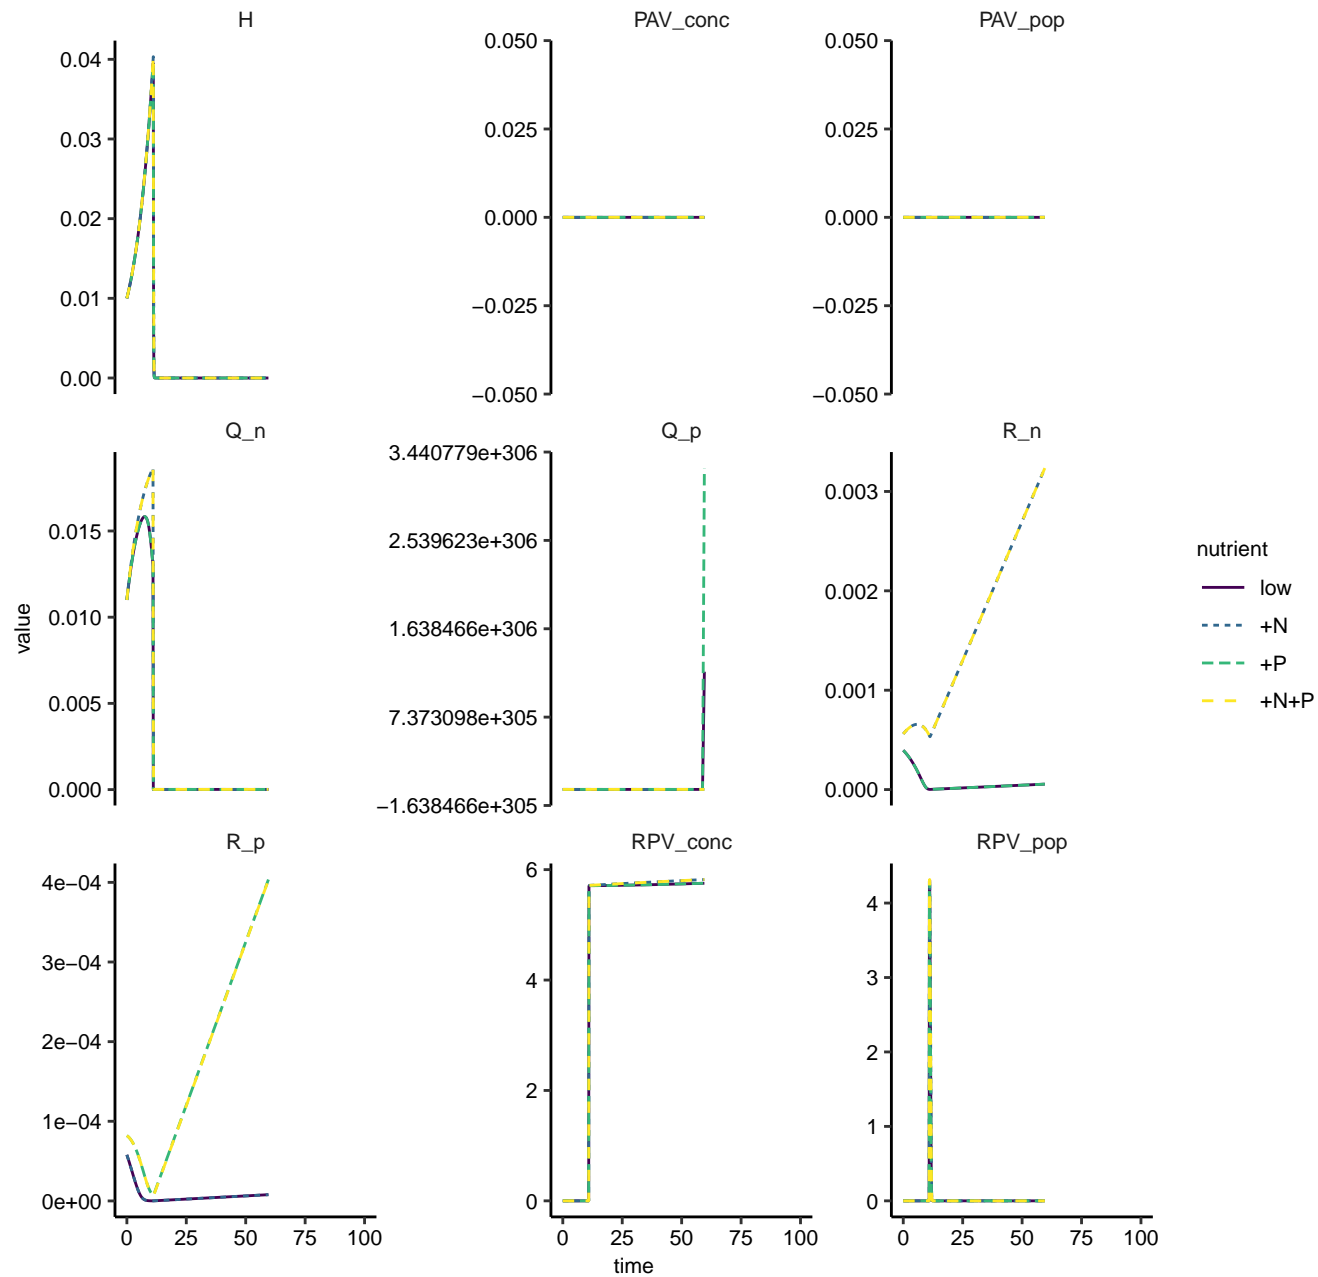 H
PAV_conc
PAV_pop
0.04
0.03
0.02
0.01
0.00
0.050
0.025
0.000
−0.025
−0.050
0.050
0.025
0.000
−0.025
−0.050
Q_n
Q_p
R_n
0.015
0.010
0.005
0.000
3.440779e+306
2.539623e+306
1.638466e+306
7.373098e+305
−1.638466e+305
0.003
0.002
0.001
0.000
R_p
RPV_conc
RPV_pop
4e−04
3e−04
2e−04
1e−04
0e+00
6
4
2
0
4
3
2
1
0
0 25 50 75 100
0 25 50 75 100
0 25 50 75 100
time
value
nutrient
low
+N
+P
+N+P